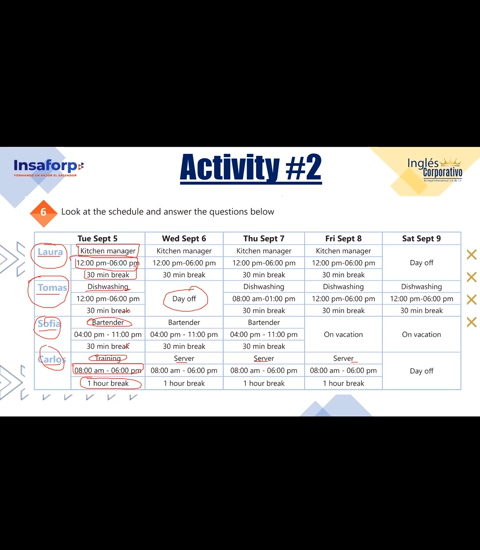 Insaforp
FORMANDO UN MEJOR EL SALVADOR
Activity #2
Inglés
Corporativo
6 Look at the schedule and answer the questions below
Tue Sept 5 Wed Sept 6 Thu Sept 7 Fri Sept 8 Sat Sept 9
Laura
Kitchen manager Kitchen manager Kitchen manager Kitchen manager
12:00 pm-06:00 pm 12:00 pm-06:00 pm 12:00 pm-06:00 pm 12:00 pm-06:00 pm Day off
30 min break 30 min break 30 min break 30 min break
Tomas
Dishwashing Day off Dishwashing Dishwashing Dishwashing
12:00 pm-06:00 pm 08:00 am-01:00 pm 12:00 pm-06:00 pm 12:00 pm-06:00 pm
30 min break 30 min break 30 min break 30 min break
Sofia
Bartender Bartender Bartender On vacation On vacation
04:00 pm - 11:00 pm 04:00 pm - 11:00 pm 04:00 pm - 11:00 pm
30 min break 30 min break 30 min break
Carlos
Training Server Server Server
08:00 am - 06:00 pm 08:00 am - 06:00 pm 08:00 am - 06:00 pm 08:00 am - 06:00 pm Day off
1 hour break 1 hour break 1 hour break 1 hour break